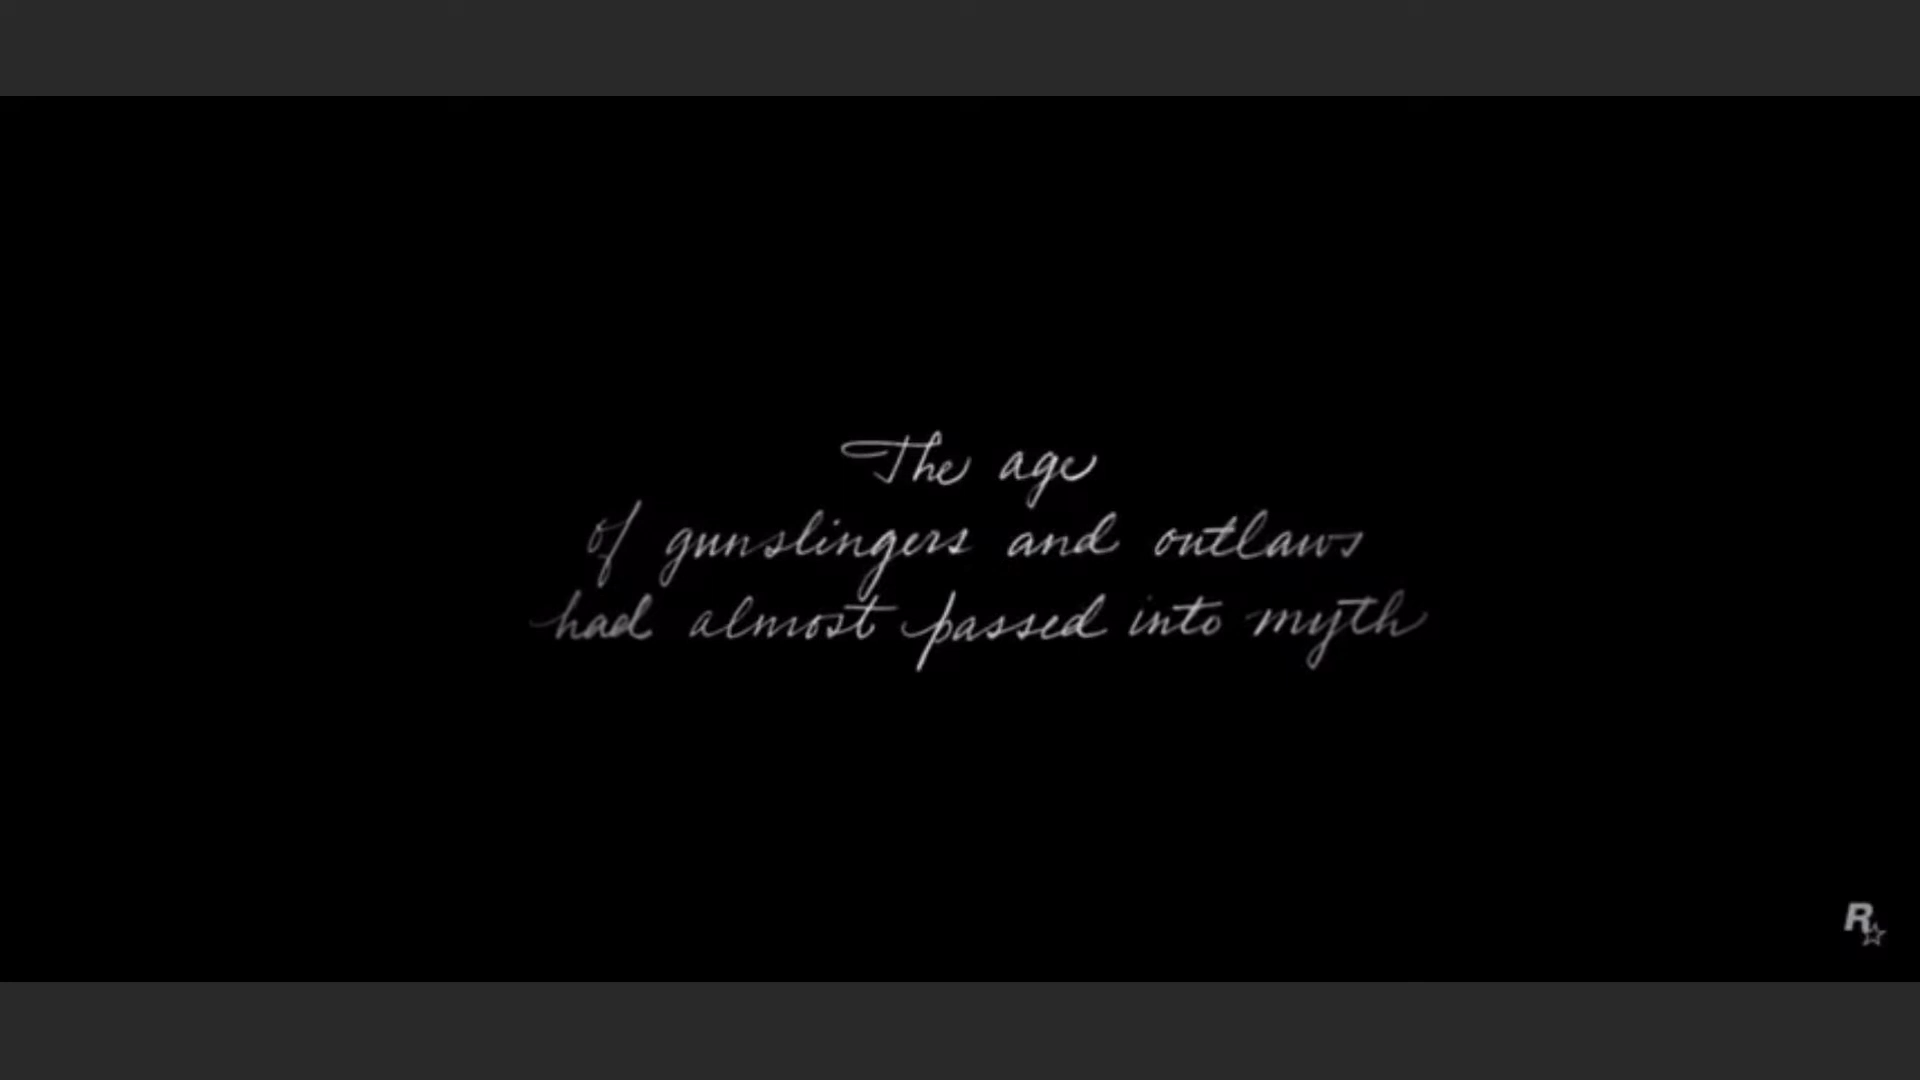 The age
of gunslingers and outlaws
had almost passed into myth
R